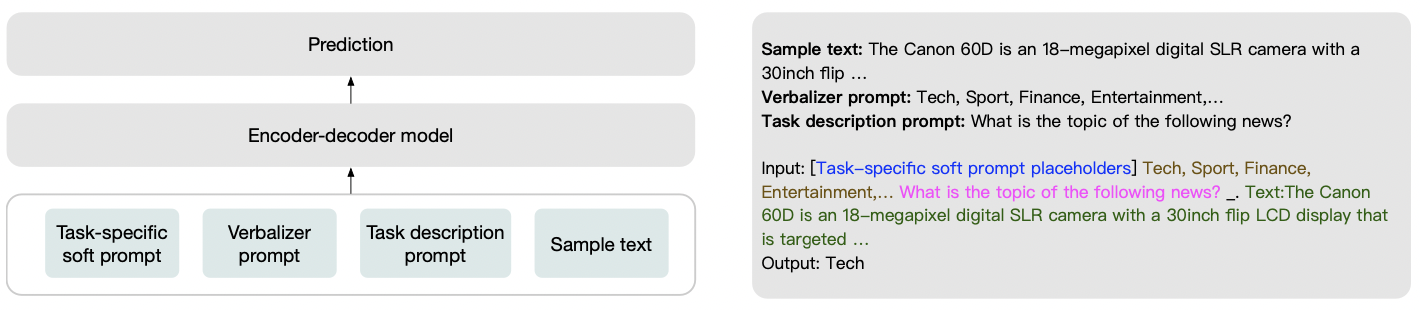 Prediction
Encoder-decoder model
Task-specific
soft prompt
Verbalizer
prompt
Task description
prompt
Sample text
Sample text: The Canon 60D is an 18-megapixel digital SLR camera with a
30inch flip ...
Verbalizer prompt: Tech, Sport, Finance, Entertainment,...
Task description prompt: What is the topic of the following news?
Input: [Task-specific soft prompt placeholders] Tech, Sport, Finance,
Entertainment,... What is the topic of the following news? _. Text:The Canon
60D is an 18-megapixel digital SLR camera with a 30inch flip LCD display that
is targeted ...
Output: Tech